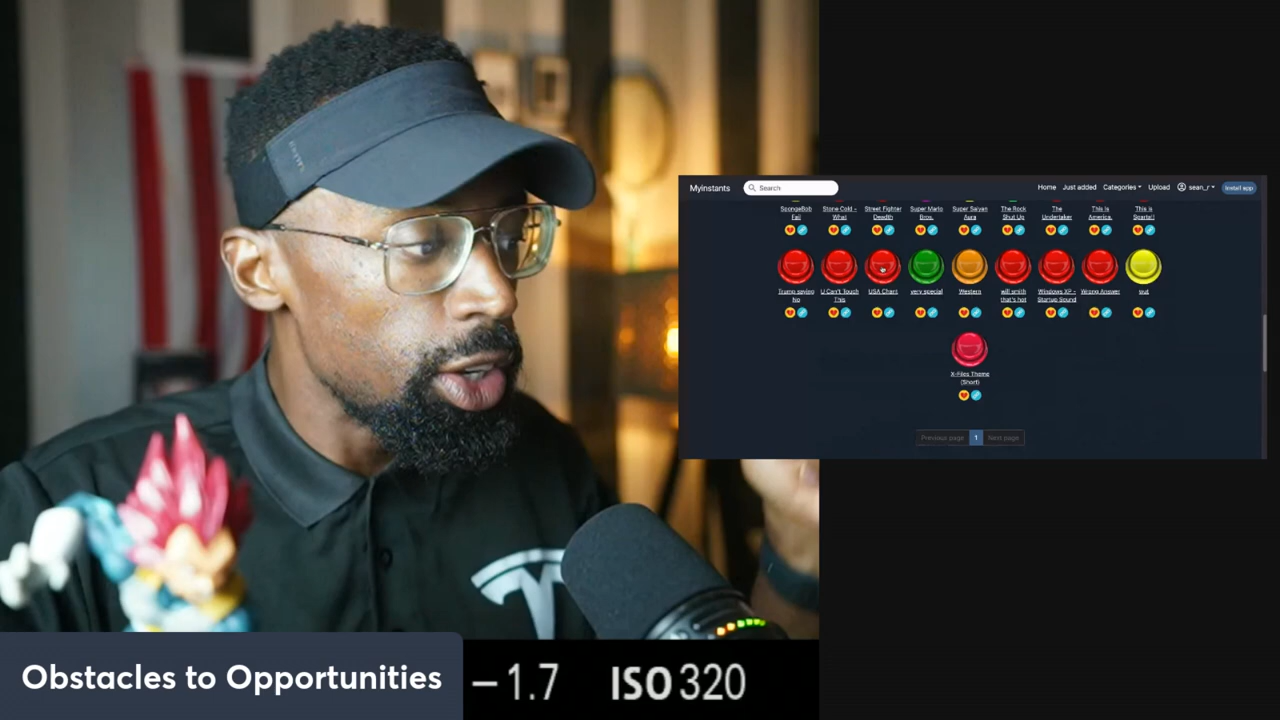 Myinstants
Search
Home
Just added
Categories
Upload
sean_r
Install app
SpongeBob
Fail
Stone Cold -
What
Street Fighter
Deadth
Super Mario
Bros.
Super Saiyan
Aura
The Rock
Shut Up
The
Undertaker
This Is
America.
This is
Sparta!!
Trump saying
No
U Can't Touch
This
USA Chant
very special
Western
will smith
that's hot
Windows XP -
Startup Sound
Wrong Answer
wut
X-Files Theme
(Short)
Previous page
1
Next page
Obstacles to Opportunities
– 1.7
ISO 320